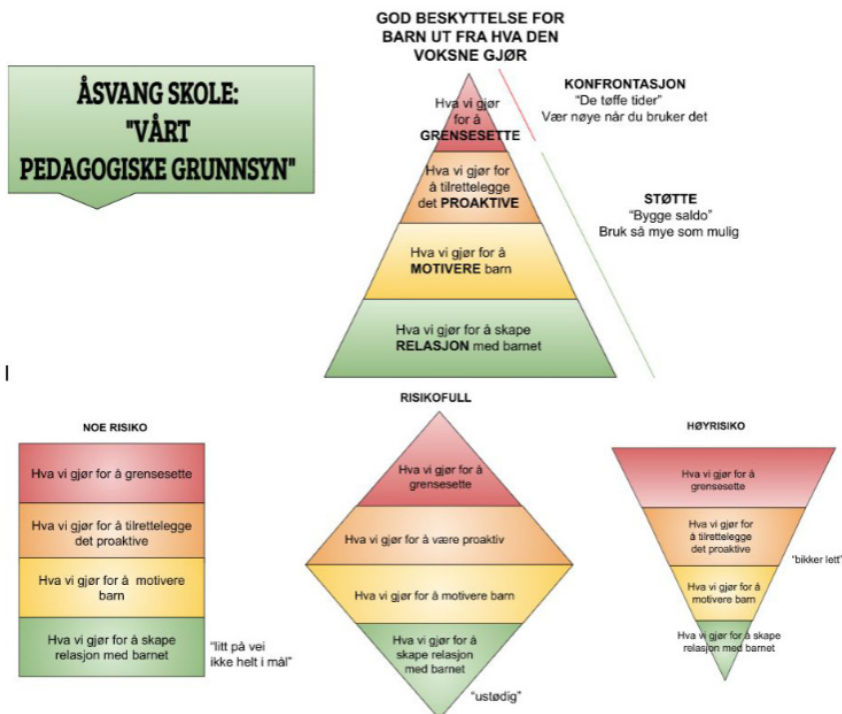 ÅSVANG SKOLE:
"VÅRT
PEDAGOGISKE GRUNNSYN"
GOD BESKYTTELSE FOR
BARN UT FRA HVA DEN
VOKSNE GJØR
Hva vi gjør
for å
GRENSESETTE
Hva vi gjør for
å tilrettelegge
det PROAKTIVE
Hva vi gjør for å
MOTIVERE barn
Hva vi gjør for å skape
RELASJON med barnet
KONFRONTASJON
"De tøffe tider"
Vær nøye når du bruker det
STØTTE
"Bygge saldo"
Bruk så mye som mulig
NOE RISIKO
Hva vi gjør for å grensesette
Hva vi gjør for å tilrettelegge
det proaktive
Hva vi gjør for å motivere
barn
Hva vi gjør for å skape
relasjon med barnet
"litt på vei
ikke helt i mål"
RISIKOFULL
Hva vi gjør for å
grensesette
Hva vi gjør for å være proaktiv
Hva vi gjør for å motivere barn
Hva vi gjør for å
skape relasjon
med barnet
"ustødig"
HØYRISIKO
Hva vi gjør for å
grensesette
Hva vi gjør for
å tilrettelegge
det proaktive
Hva vi gjør for å
motivere barn
Hva vi gjør for å skape
relasjon med barnet
"bikker lett"